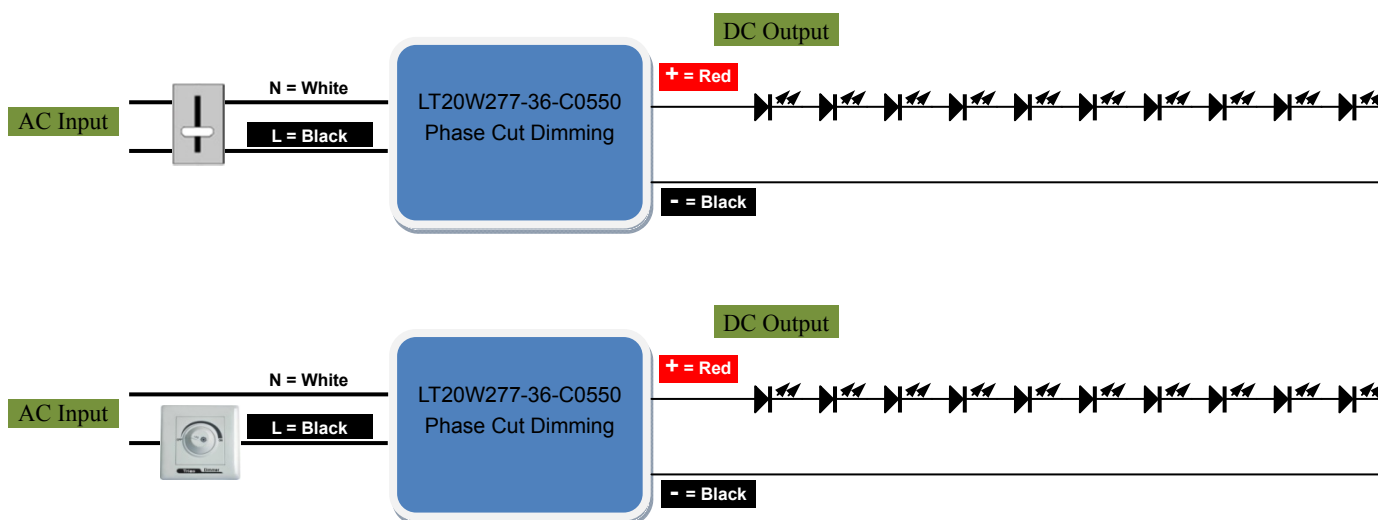 DC Output
+ = Red
N = White
AC Input
L = Black
LT20W277-36-C0550
Phase Cut Dimming
- = Black
DC Output
+ = Red
N = White
AC Input
L = Black
LT20W277-36-C0550
Phase Cut Dimming
Dimmer
- = Black